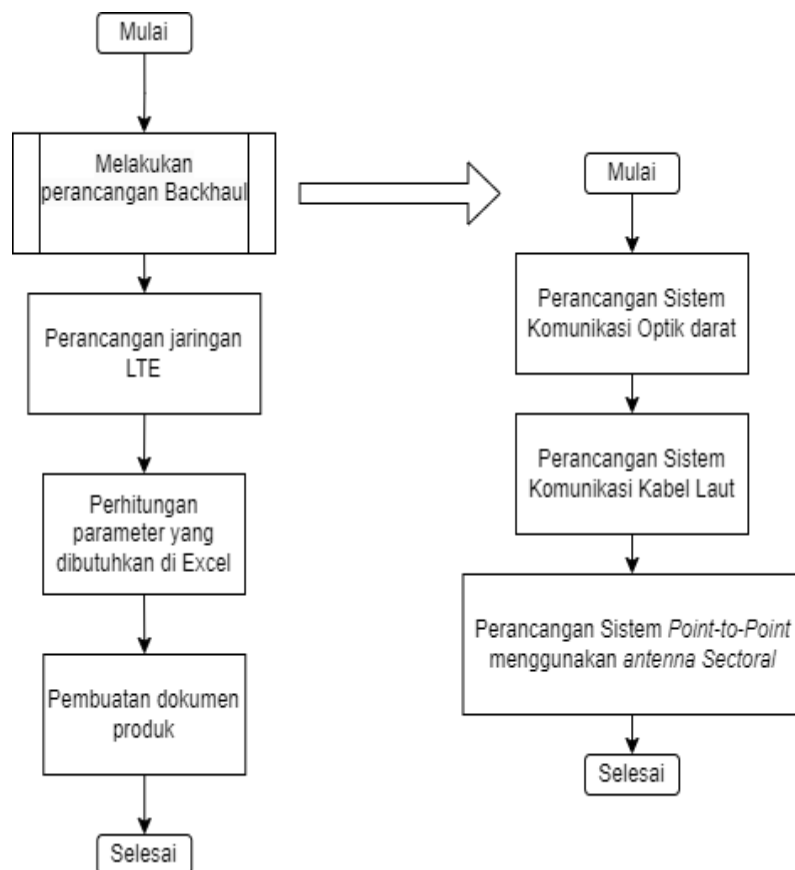 Mulai
Melakukan
perancangan Backhaul
Perancangan jaringan
LTE
Perhitungan
parameter yang
dibutuhkan di Excel
Pembuatan dokumen
produk
Selesai
Mulai
Perancangan Sistem
Komunikasi Optik darat
Perancangan Sistem
Komunikasi Kabel Laut
Perancangan Sistem Point-to-Point
menggunakan antenna Sectoral
Selesai